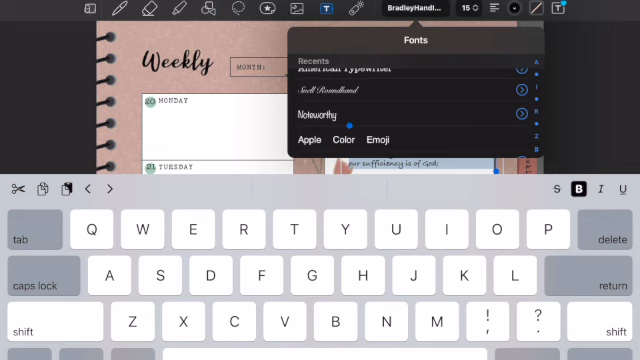 BradleyHandl... 15
Fonts
Recents
American Typewriter
Snell Roundhand
Noteworthy
Apple Color Emoji
A
I
R
Z
#
Weekly
MONTH:
20 MONDAY
21 TUESDAY
our sufficiency is of God;
S B I U
tab Q W E R T Y U I O P delete
caps lock A S D F G H J K L return
shift Z X C V B N M ! , ? . shift